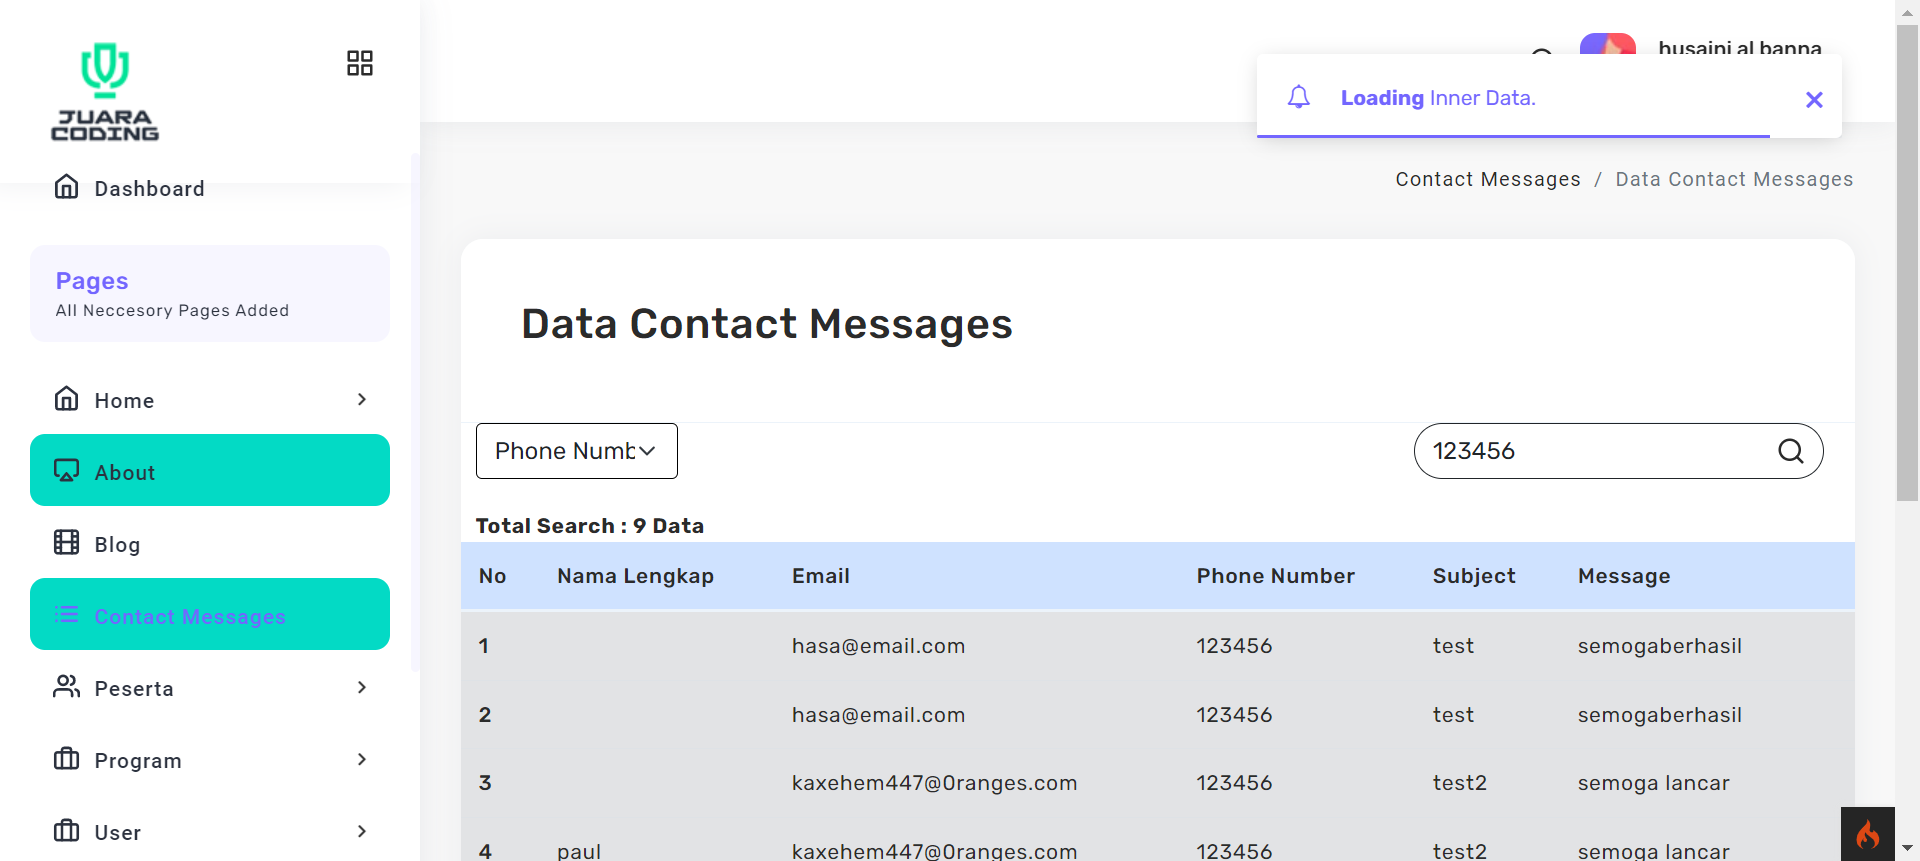 JUARA
CODING
husaini al banna
Loading Inner Data.
Dashboard
Contact Messages / Data Contact Messages
Pages
All Neccesory Pages Added
Data Contact Messages
Home
About
Blog
Contact Messages
Peserta
Program
User
Phone Numb
123456
Total Search : 9 Data
No Nama Lengkap Email Phone Number Subject Message
1 hasa@email.com 123456 test semogaberhasil
2 hasa@email.com 123456 test semogaberhasil
3 kaxehem447@0ranges.com 123456 test2 semoga lancar
4 paul kaxehem447@0ranges.com 123456 test2 semoga lancar